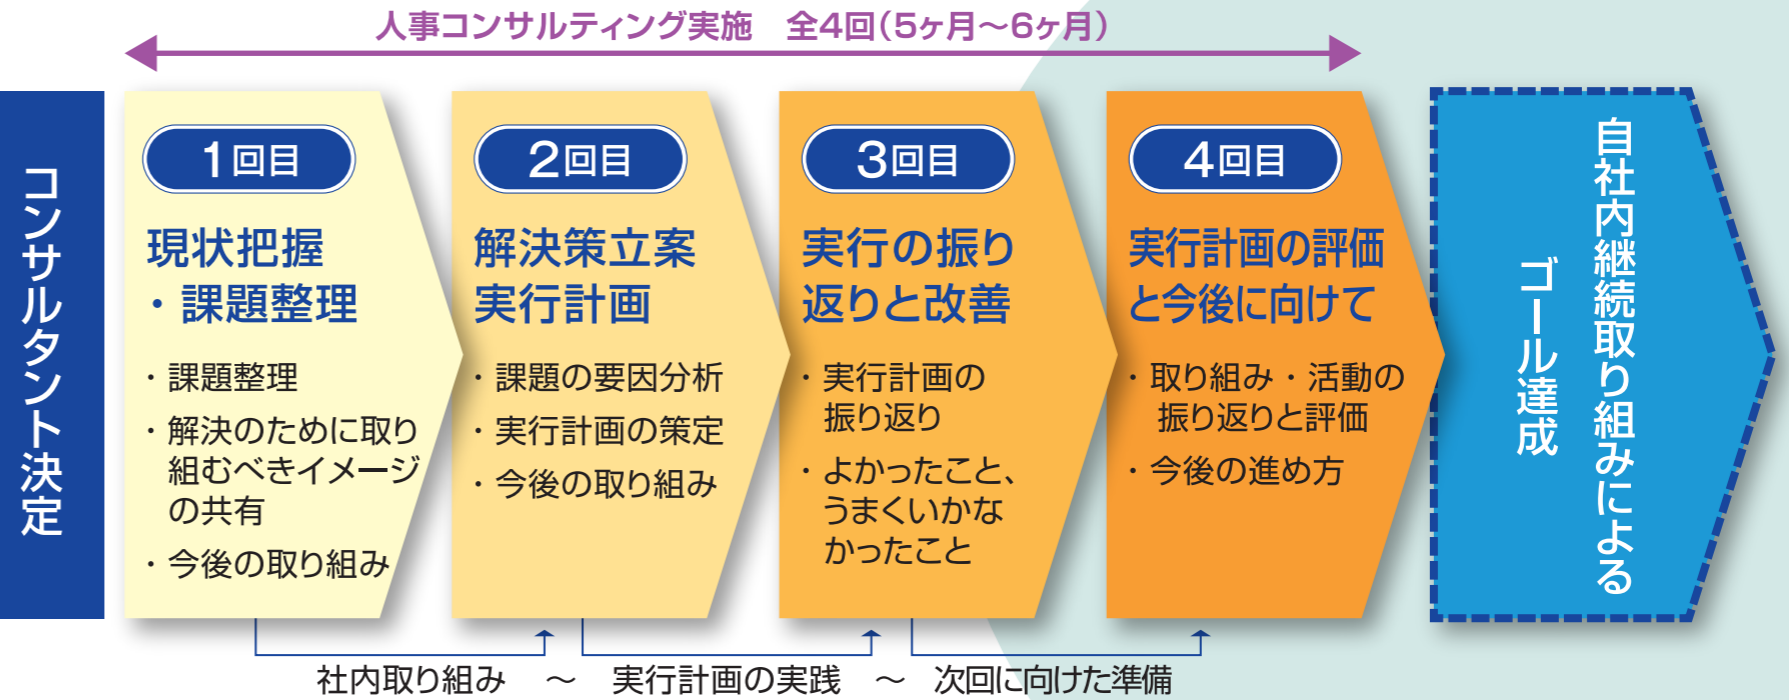 人事コンサルティング実施　全4回（5ヶ月～6ヶ月）
コンサルタント決定
1回目
現状把握
・課題整理
・課題整理
・解決のために取り
組むべきイメージ
の共有
・今後の取り組み
2回目
解決策立案
実行計画
・課題の要因分析
・実行計画の策定
・今後の取り組み
3回目
実行の振り
返りと改善
・実行計画の
振り返り
・よかったこと、
うまくいかな
かったこと
4回目
実行計画の評価
と今後に向けて
・取り組み・活動の
振り返りと評価
・今後の進め方
自社内継続取り組みによる
ゴール達成
社内取り組み　～　実行計画の実践　～　次回に向けた準備